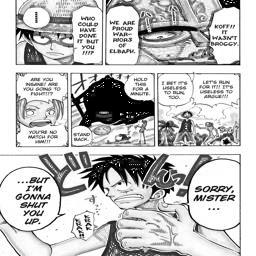 KOFF!!
IT
WASN'T
BROGGY.
WE ARE
PROUD
WAR-
RIORS OF
ELBAPH.
WHO
COULD
HAVE
DONE IT
BUT YOU
!!!?
LET'S RUN
FOR IT!! IT'S
USELESS TO
ARGUE!!!
I BET IT'S
USELESS
TO RUN,
TOO.
HOLD
THIS FOR A
MINUTE.
STAND
BACK.
ARE YOU
INSANE! ARE
YOU GOING TO
FIGHT!!?
YOU'RE NO
MATCH FOR
HIM!!!
SORRY,
MISTER
...
...BUT
I'M
GONNA
SHUT
YOU
UP.